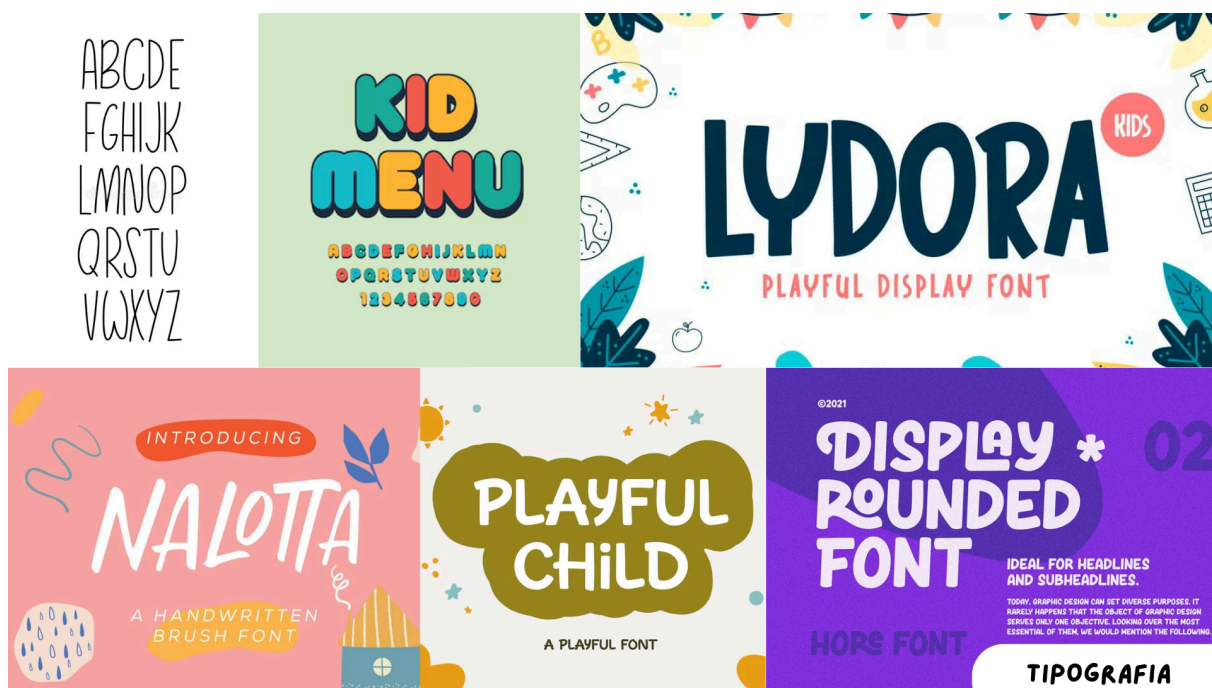 ABCDE
FGHIJK
LMNOP
QRSTU
VWXYZ
KID
MENU
ABCDEFGHIJKLMN
OPQRSTUVWXYZ
1234567890
B
LYDORA
KIDS
PLAYFUL DISPLAY FONT
INTRODUCING
NALOTTA
A HANDWRITTEN
BRUSH FONT
PLAYFUL
CHiLD
A PLAYFUL FONT
©2021
DISPLAY *
ROUNDED
FONT
02
IDEAL FOR HEADLINES
AND SUBHEADLINES.
TODAY, GRAPHIC DESIGN CAN SET DIVERSE PURPOSES. IT
RARELY HAPPENS THAT THE OBJECT OF GRAPHIC DESIGN
SERVES ONLY ONE OBJECTIVE. LOOKING OVER THE MOST
ESSENTIAL OF THEM, WE WOULD MENTION THE FOLLOWING.
HORS FONT
TIPOGRAFIA